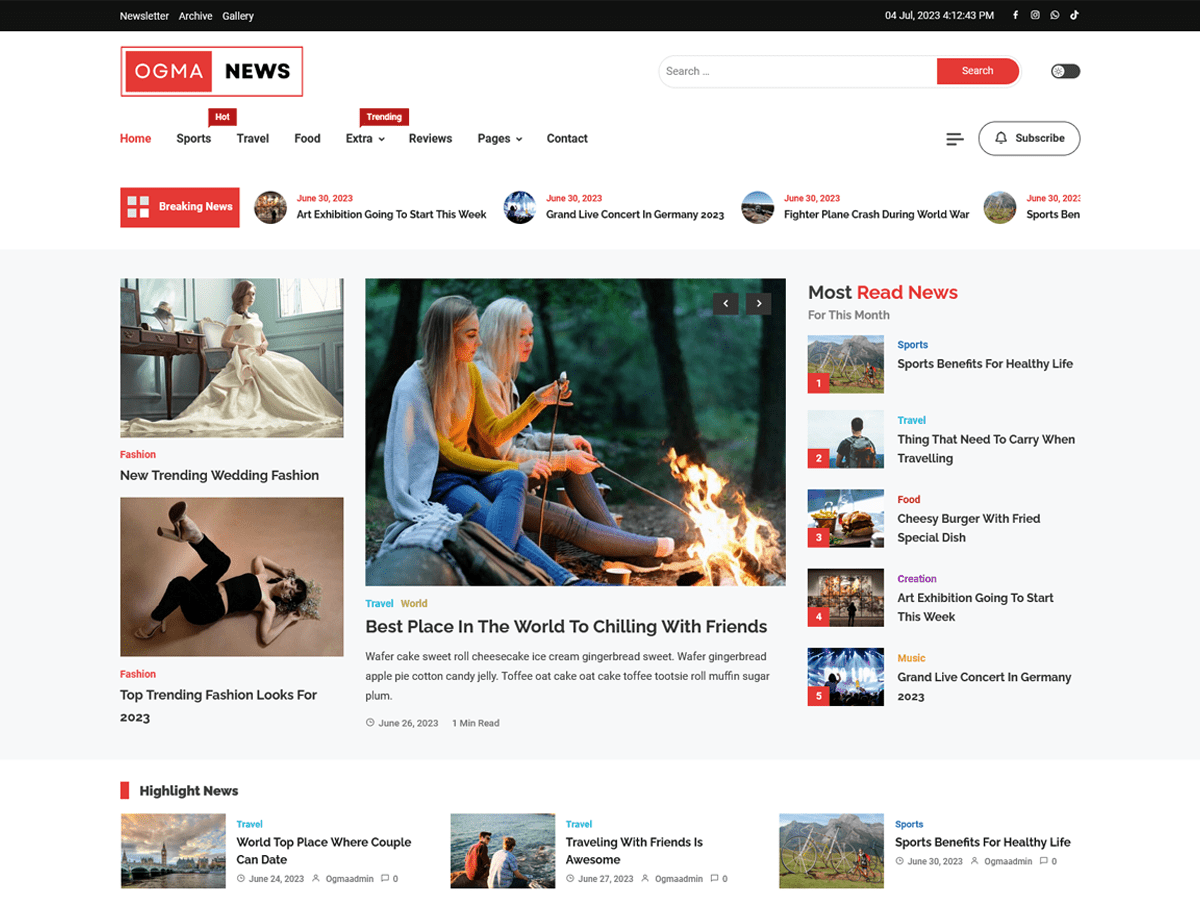 Newsletter Archive Gallery
04 Jul, 2023 4:12:43 PM
OGMA NEWS
Search ...
Search
Hot
Trending
Home Sports Travel Food Extra Reviews Pages Contact
Subscribe
Breaking News
June 30, 2023
Art Exhibition Going To Start This Week
June 30, 2023
Grand Live Concert In Germany 2023
June 30, 2023
Fighter Plane Crash During World War
June 30, 2023
Sports Ben
Fashion
New Trending Wedding Fashion
Fashion
Top Trending Fashion Looks For
2023
Travel World
Best Place In The World To Chilling With Friends
Wafer cake sweet roll cheesecake ice cream gingerbread sweet. Wafer gingerbread
apple pie cotton candy jelly. Toffee oat cake oat cake toffee tootsie roll muffin sugar
plum.
June 26, 2023 1 Min Read
Most Read News
For This Month
1
Sports
Sports Benefits For Healthy Life
2
Travel
Thing That Need To Carry When
Travelling
3
Food
Cheesy Burger With Fried
Special Dish
4
Creation
Art Exhibition Going To Start
This Week
5
Music
Grand Live Concert In Germany
2023
Highlight News
Travel
World Top Place Where Couple
Can Date
June 24, 2023 Ogmaadmin 0
Travel
Traveling With Friends Is
Awesome
June 27, 2023 Ogmaadmin 0
Sports
Sports Benefits For Healthy Life
June 30, 2023 Ogmaadmin 0